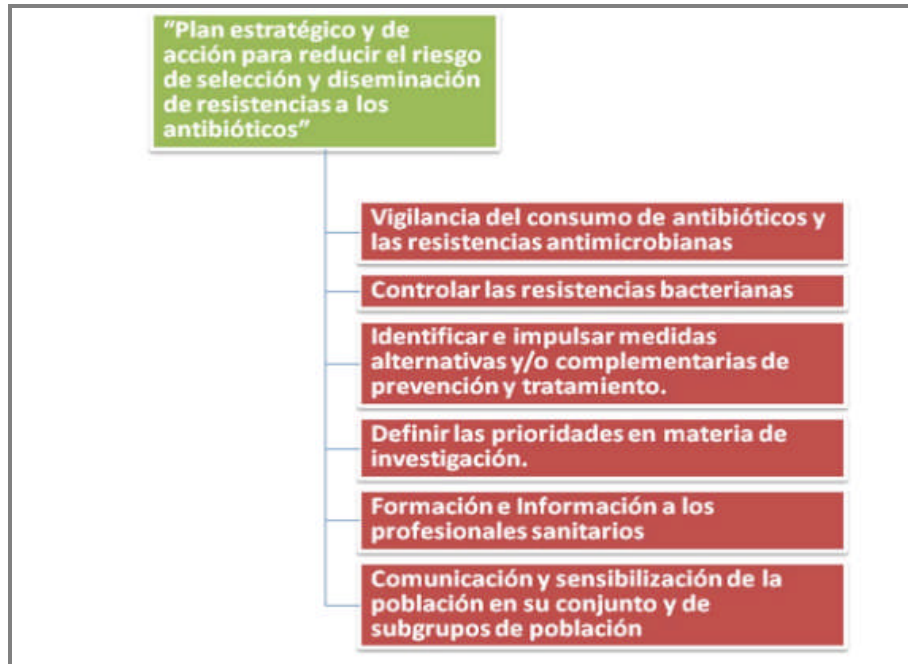 "Plan estratégico y de
acción para reducir el riesgo
de selección y diseminación
de resistencias a los
antibióticos"
Vigilancia del consumo de antibióticos y
las resistencias antimicrobianas
Controlar las resistencias bacterianas
Identificar e impulsar medidas
alternativas y/o complementarias de
prevención y tratamiento.
Definir las prioridades en materia de
investigación.
Formación e Información a los
profesionales sanitarios
Comunicación y sensibilización de la
población en su conjunto y de
subgrupos de población